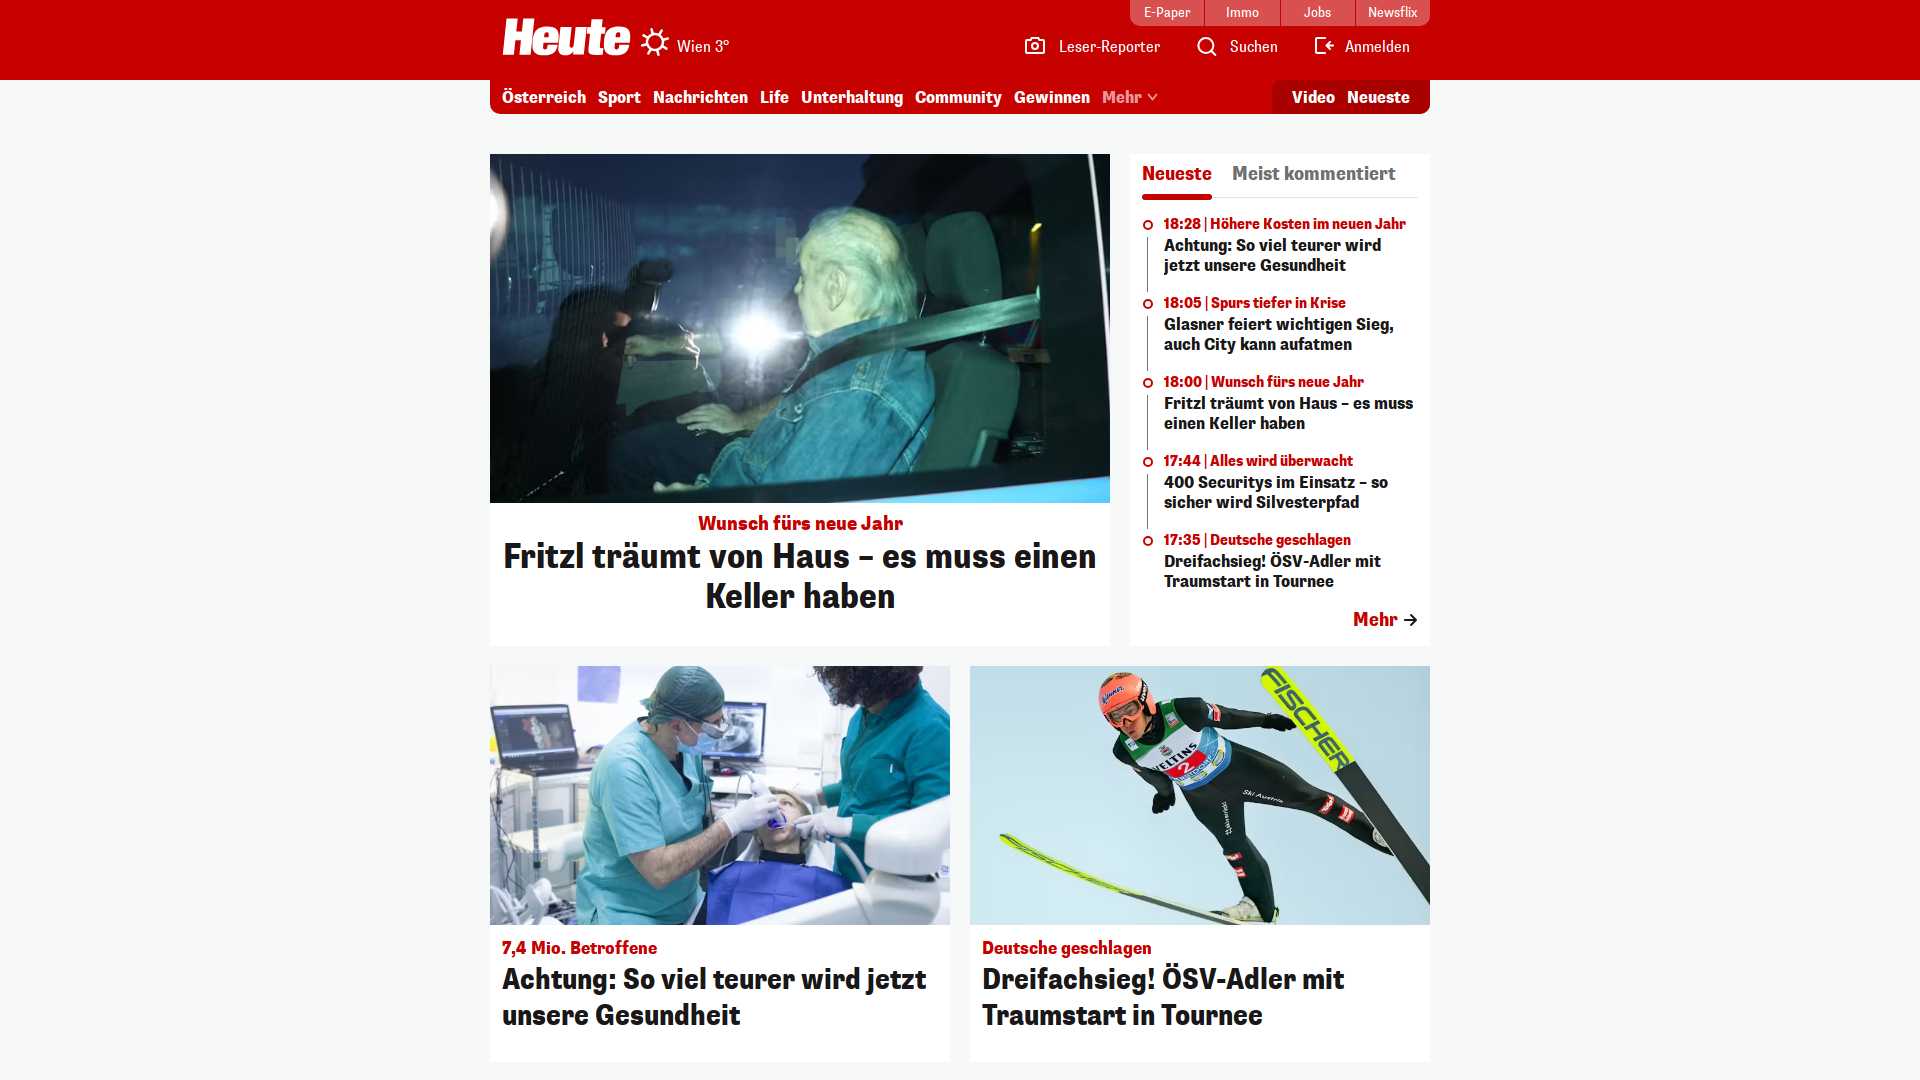 E-Paper
Immo
Jobs
Newsflix
Heute
Wien 3°
Leser-Reporter
Suchen
Anmelden
Österreich
Sport
Nachrichten
Life
Unterhaltung
Community
Gewinnen
Mehr
Video
Neueste
Wunsch fürs neue Jahr
Fritzl träumt von Haus – es muss einen
Keller haben
Neueste
Meist kommentiert
18:28 | Höhere Kosten im neuen Jahr
Achtung: So viel teurer wird
jetzt unsere Gesundheit
18:05 | Spurs tiefer in Krise
Glasner feiert wichtigen Sieg,
auch City kann aufatmen
18:00 | Wunsch fürs neue Jahr
Fritzl träumt von Haus – es muss
einen Keller haben
17:44 | Alles wird überwacht
400 Securitys im Einsatz – so
sicher wird Silvesterpfad
17:35 | Deutsche geschlagen
Dreifachsieg! ÖSV-Adler mit
Traumstart in Tournee
Mehr
7,4 Mio. Betroffene
Achtung: So viel teurer wird jetzt
unsere Gesundheit
FISCHER
VELTINS
2
Ski Austria
Deutsche geschlagen
Dreifachsieg! ÖSV-Adler mit
Traumstart in Tournee